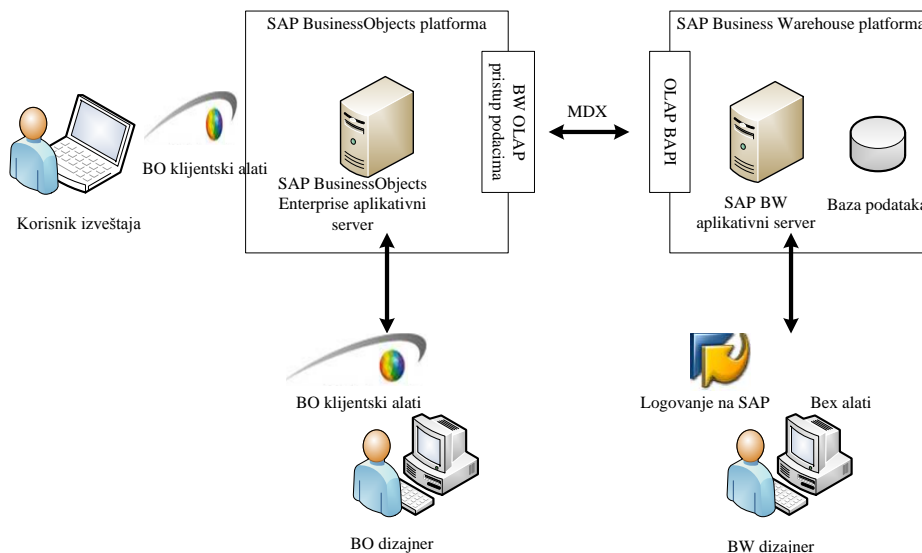 SAP BusinessObjects platforma
SAP Business Warehouse platforma
BW OLAP
pristup podacima
MDX
OLAP BAPI
BO klijentski alati
SAP BusinessObjects
Enterprise aplikativni
server
SAP BW
aplikativni server
Baza podataka
Korisnik izveštaja
BO klijentski alati
Logovanje na SAP
Bex alati
BO dizajner
BW dizajner